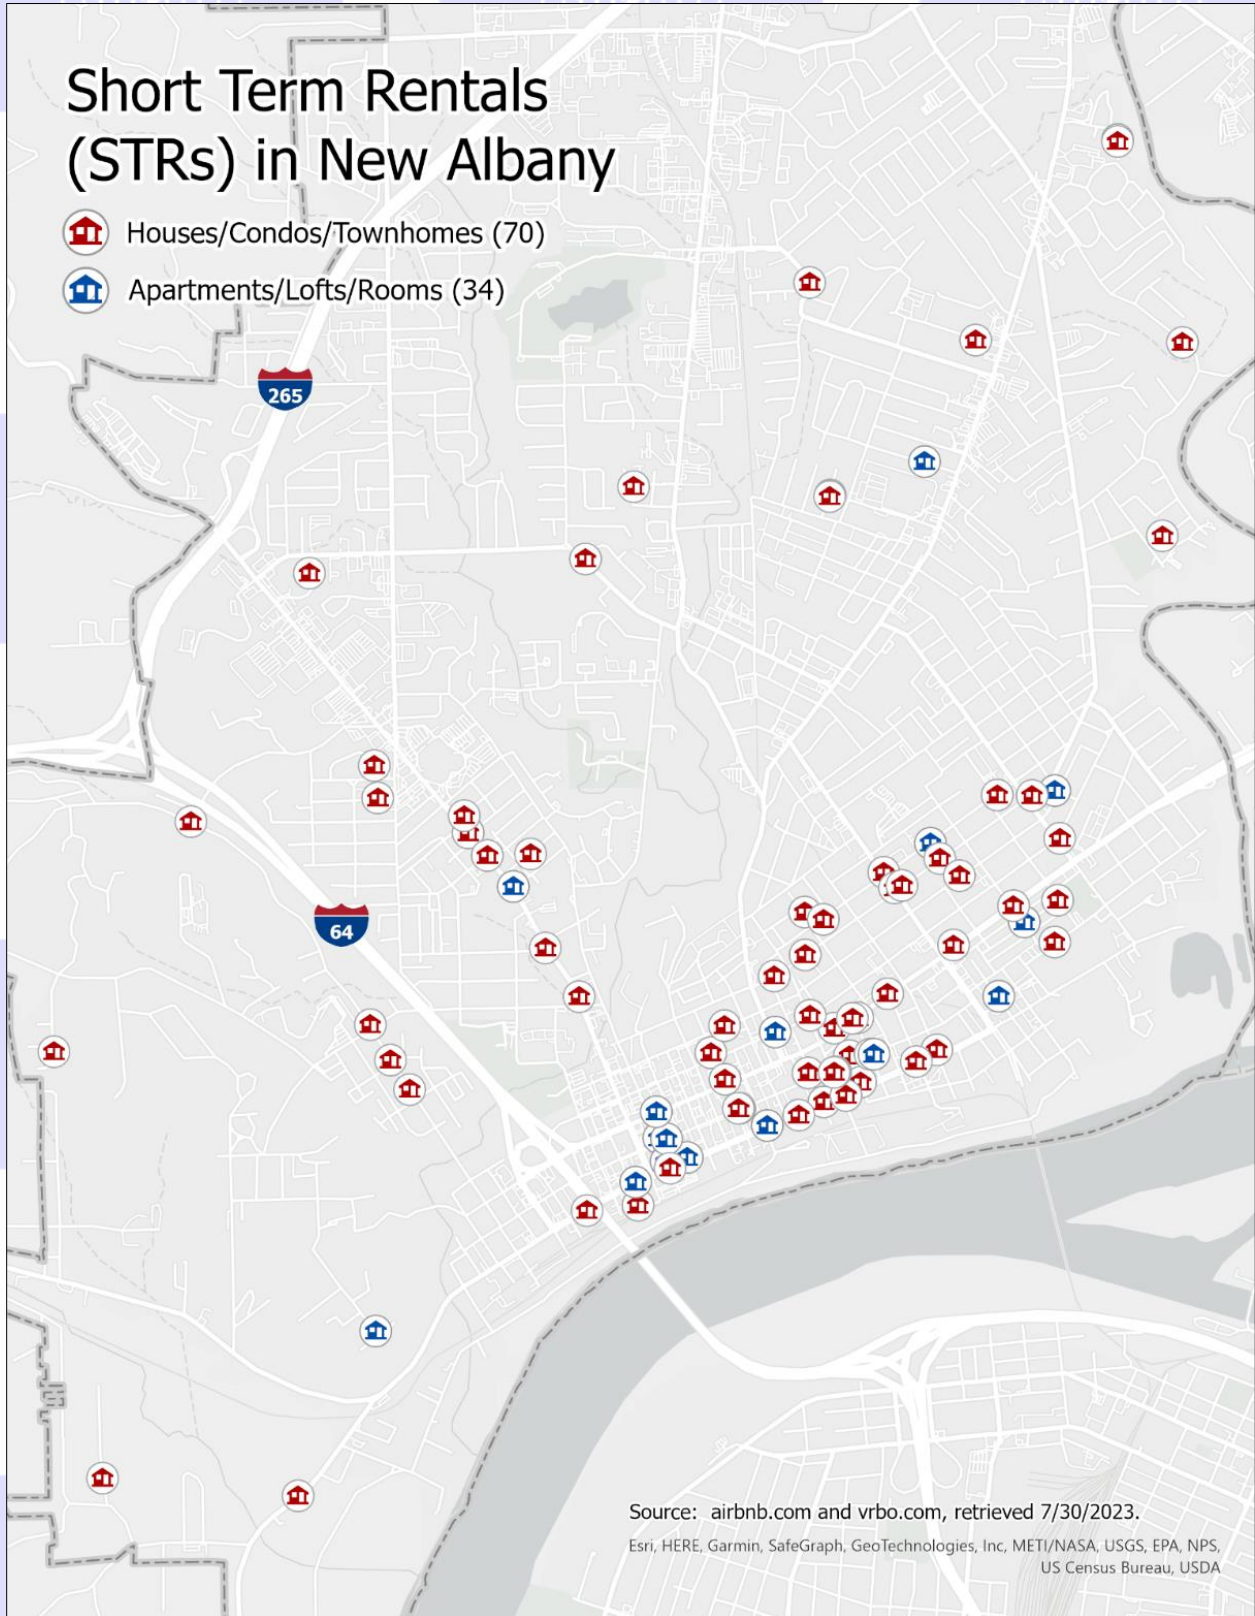 Short Term Rentals
(STRs) in New Albany
Houses/Condos/Townhomes (70)
Apartments/Lofts/Rooms (34)
265
64
Source: airbnb.com and vrbo.com, retrieved 7/30/2023.
Esri, HERE, Garmin, SafeGraph, GeoTechnologies, Inc, METI/NASA, USGS, EPA, NPS,
US Census Bureau, USDA